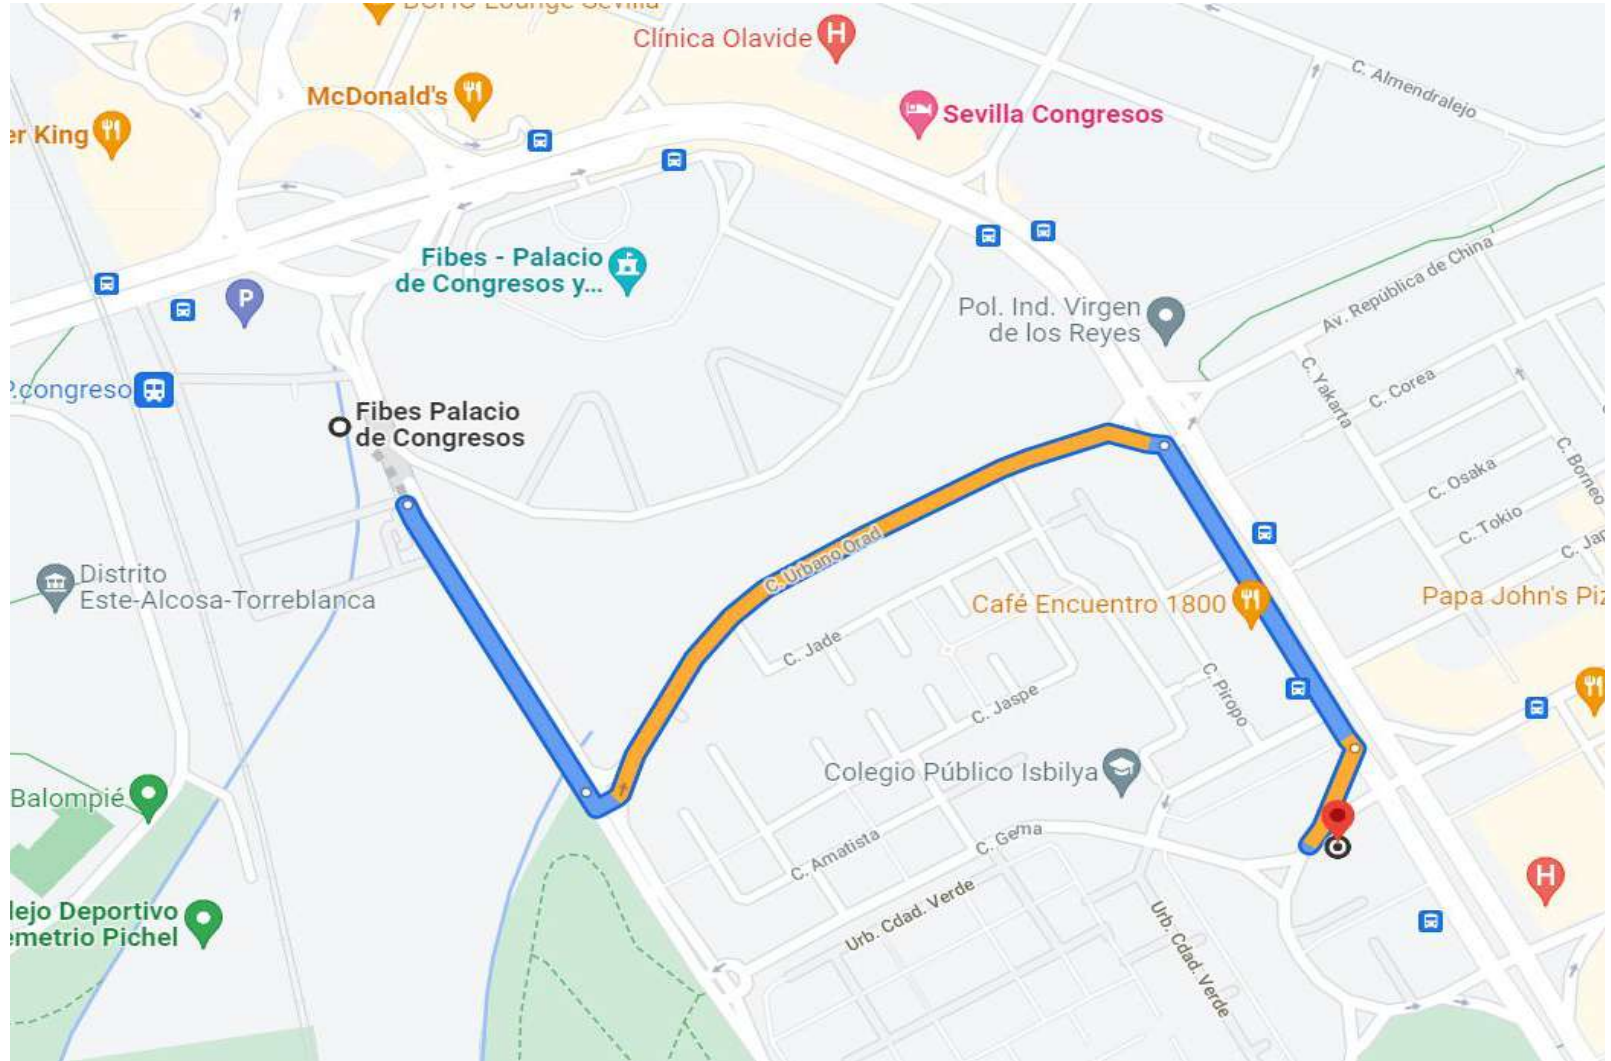 Clínica Olavide
H
McDonald's
C. Almendralejo
Sevilla Congresos
er King
Fibes - Palacio
de Congresos y...
P
Av. República de China
Pol. Ind. Virgen
de los Reyes
P.congreso
C. Yakarta
C. Corea
Fibes Palacio
de Congresos
C. Osaka
C. Borneo
C. Tokio
C. Jap
C. Urbano Orad
Distrito
Este-Alcosa-Torreblanca
Café Encuentro 1800
Papa John's Piz
C. Jade
C. Jaspe
C. Piropo
Colegio Público Isbilya
Balompié
C. Amatista
C. Gema
H
lejo Deportivo
emetrio Pichel
Urb. Cdad. Verde
Urb. Cdad. Verde